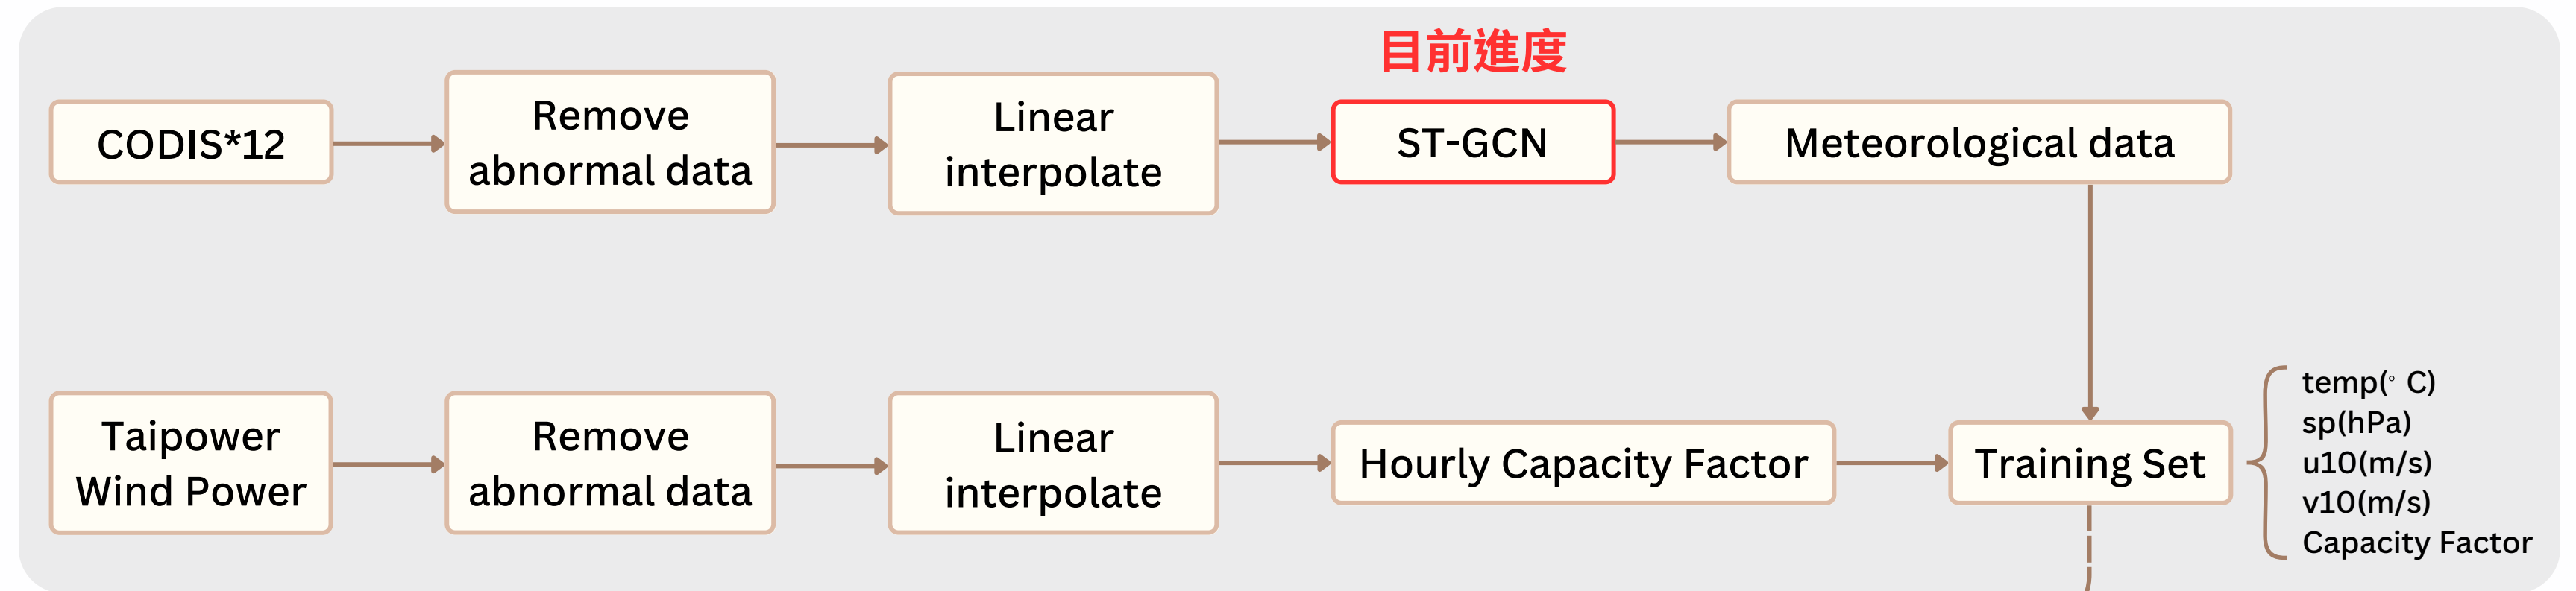 目前進度
CODIS*12
Remove
abnormal data
Linear
interpolate
ST-GCN
Meteorological data
Taipower
Wind Power
Remove
abnormal data
Linear
interpolate
Hourly Capacity Factor
Training Set
temp(° C)
sp(hPa)
u10(m/s)
v10(m/s)
Capacity Factor